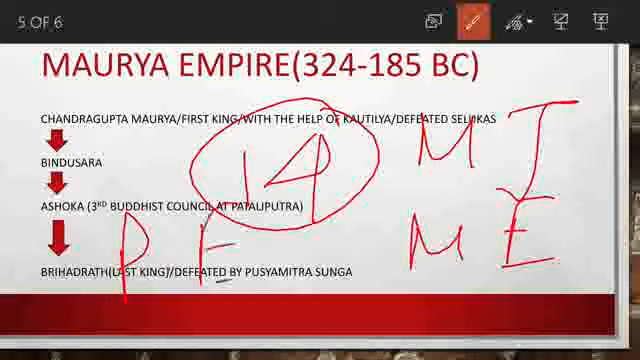 5 OF 6
MAURYA EMPIRE(324-185 BC)
CHANDRAGUPTA MAURYA/FIRST KING/WITH THE HELP OF KAUTILYA/DEFEATED SELUKAS
BINDUSARA
14
M I
ASHOKA (3RD BUDDHIST COUNCIL AT PATALIPUTRA)
P E
M E
BRIHADRATH(LAST KING)/DEFEATED BY PUSYAMITRA SUNGA